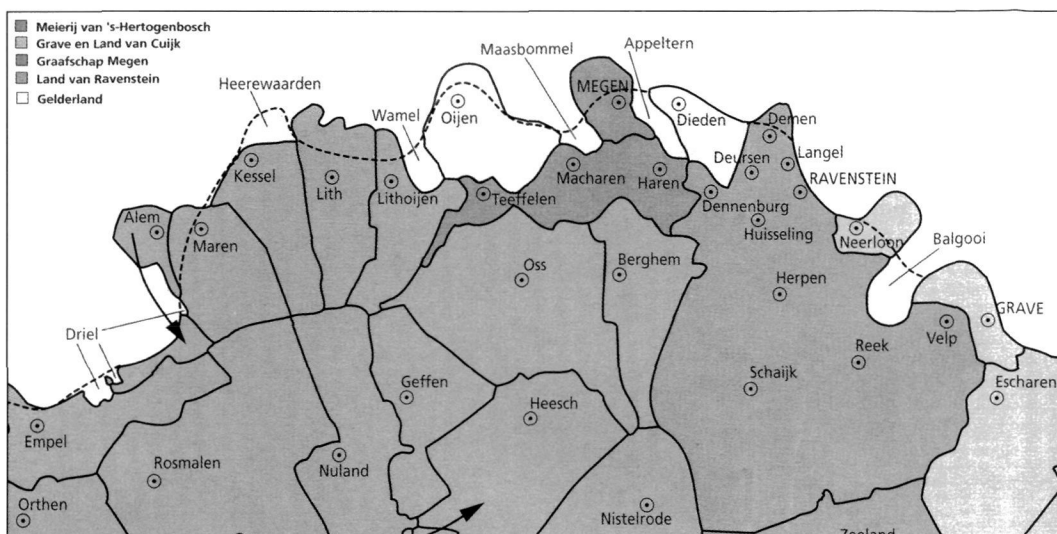 Meierij van 's-Hertogenbosch
Grave en Land van Cuijk
Graafschap Megen
Land van Ravenstein
Gelderland
Heerewaarden
Maasbommel
Appeltern
Wamel
Oijen
MEGEN
Dieden
Demen
Kessel
Lith
Lithoijen
Teeffelen
Macharen
Haren
Deursen
Langel
RAVENSTEIN
Dennenburg
Huisseling
Alem
Maren
Neerloon
Balgooi
Oss
Berghem
Herpen
GRAVE
Driel
Velp
Reek
Geffen
Schaijk
Escharen
Heesch
Empel
Rosmalen
Nuland
Orthen
Nistelrode
Zeeland